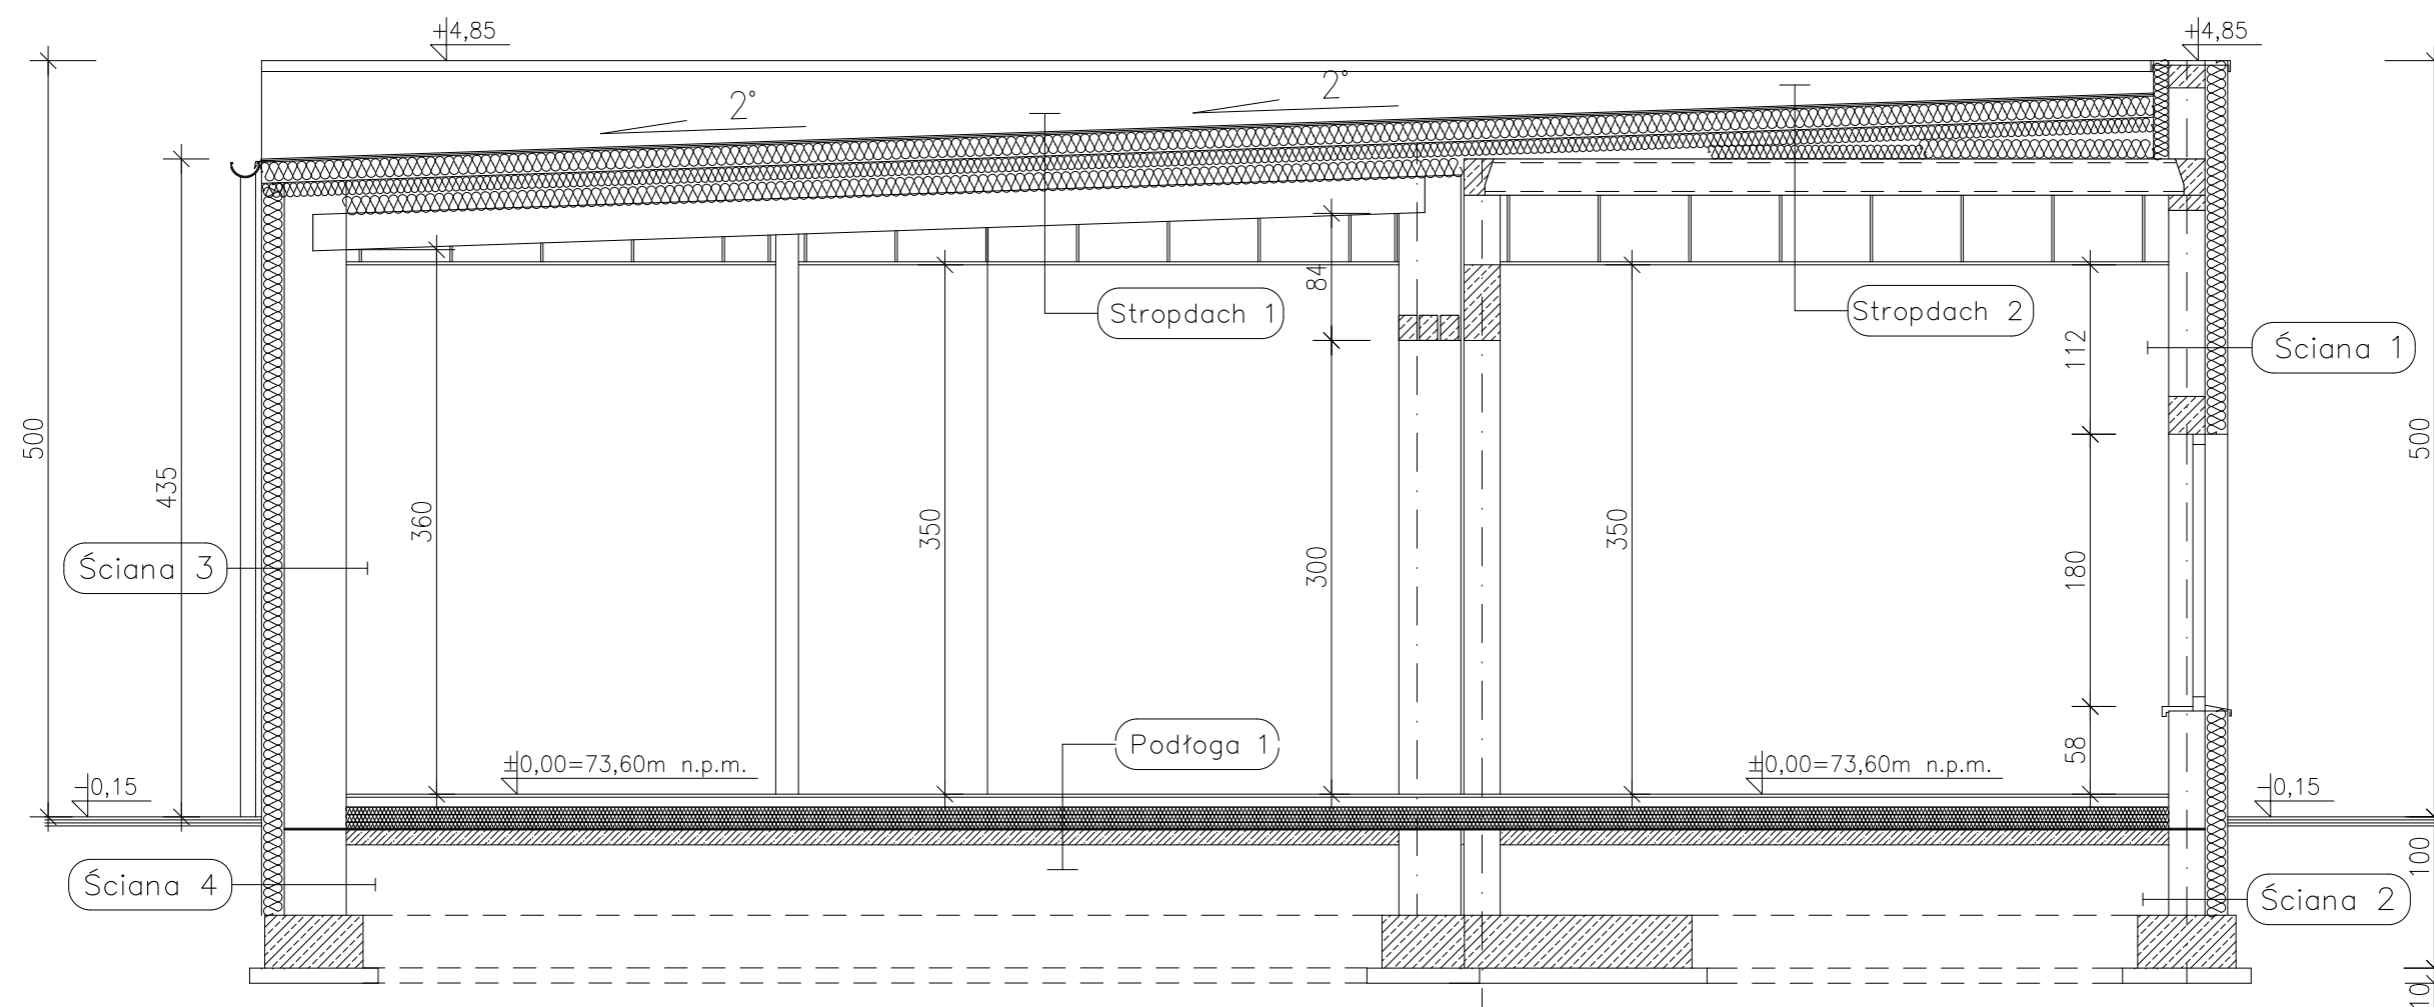 +4,85
+4,85
2°
2°
84
Stropdach 1
Stropdach 2
112
Ściana 1
500
435
360
350
300
350
180
500
Ściana 3
Podłoga 1
58
±0,00=73,60m n.p.m.
±0,00=73,60m n.p.m.
-0,15
-0,15
100
Ściana 4
Ściana 2
10